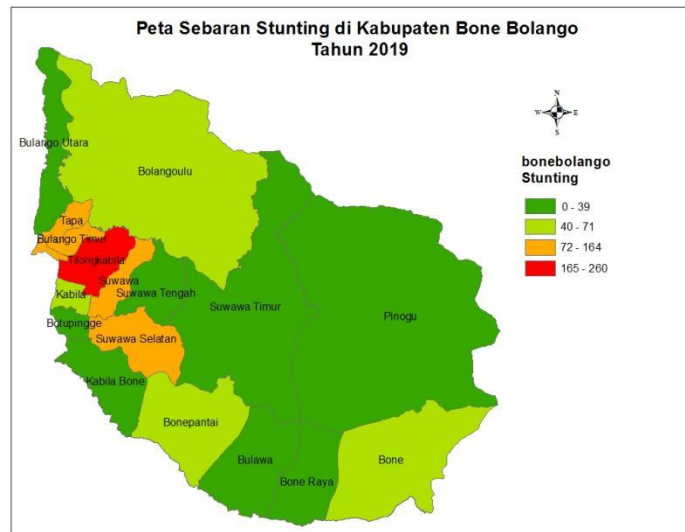 Peta Sebaran Stunting di Kabupaten Bone Bolango
Tahun 2019
N
W E
S
bonebolango
Stunting
0 - 39
40 - 71
72 - 164
165 - 260
Bulango Utara
Bolangoulu
Tapa
Bulango Timur
Tilongkabila
Suwawa
Kabila
Suwawa Tengah
Suwawa Timur
Pinogu
Botupingge
Suwawa Selatan
Kabila Bone
Bonepantai
Bulawa
Bone Raya
Bone